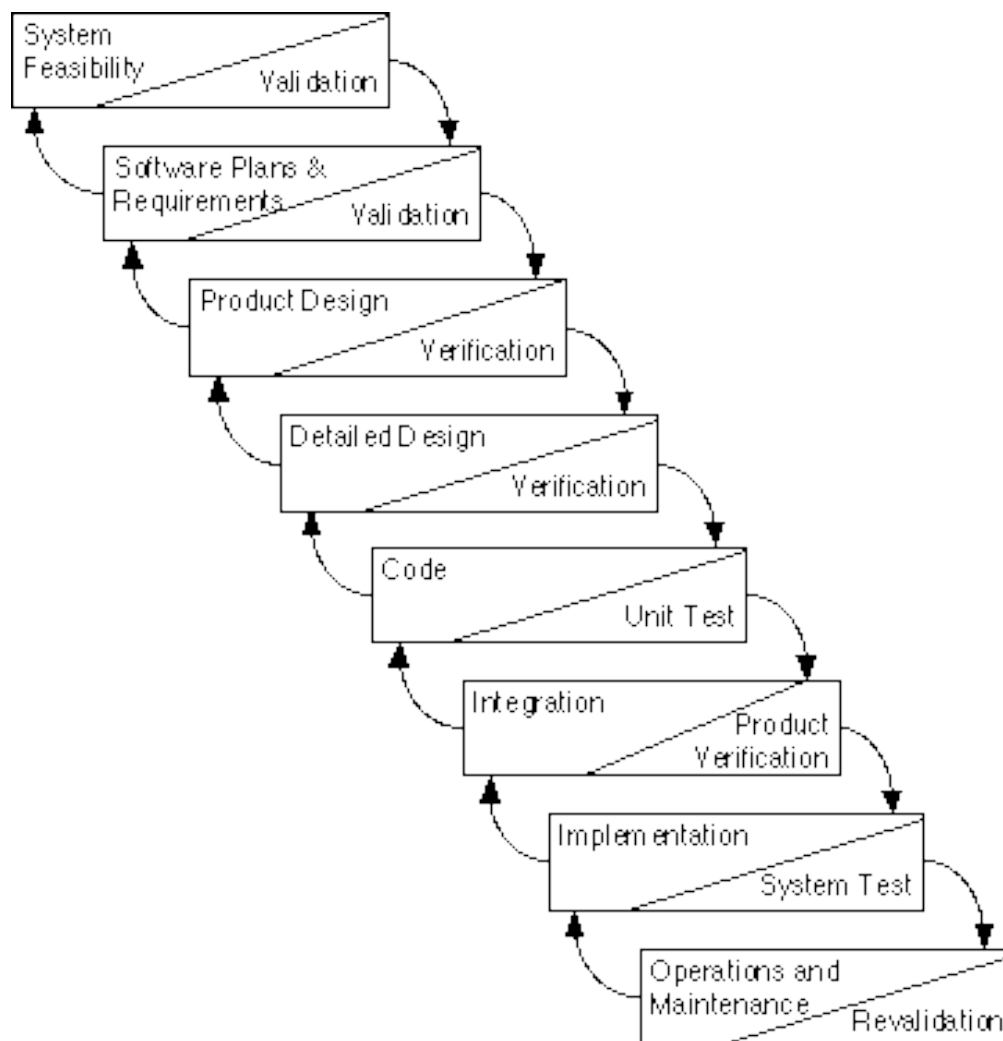 System
Feasibility
Validation
Software Plans &
Requirements
Validation
Product Design
Verification
Detailed Design
Verification
Code
Unit Test
Integration
Product
Verification
Implementation
System Test
Operations and
Maintenance
Revalidation